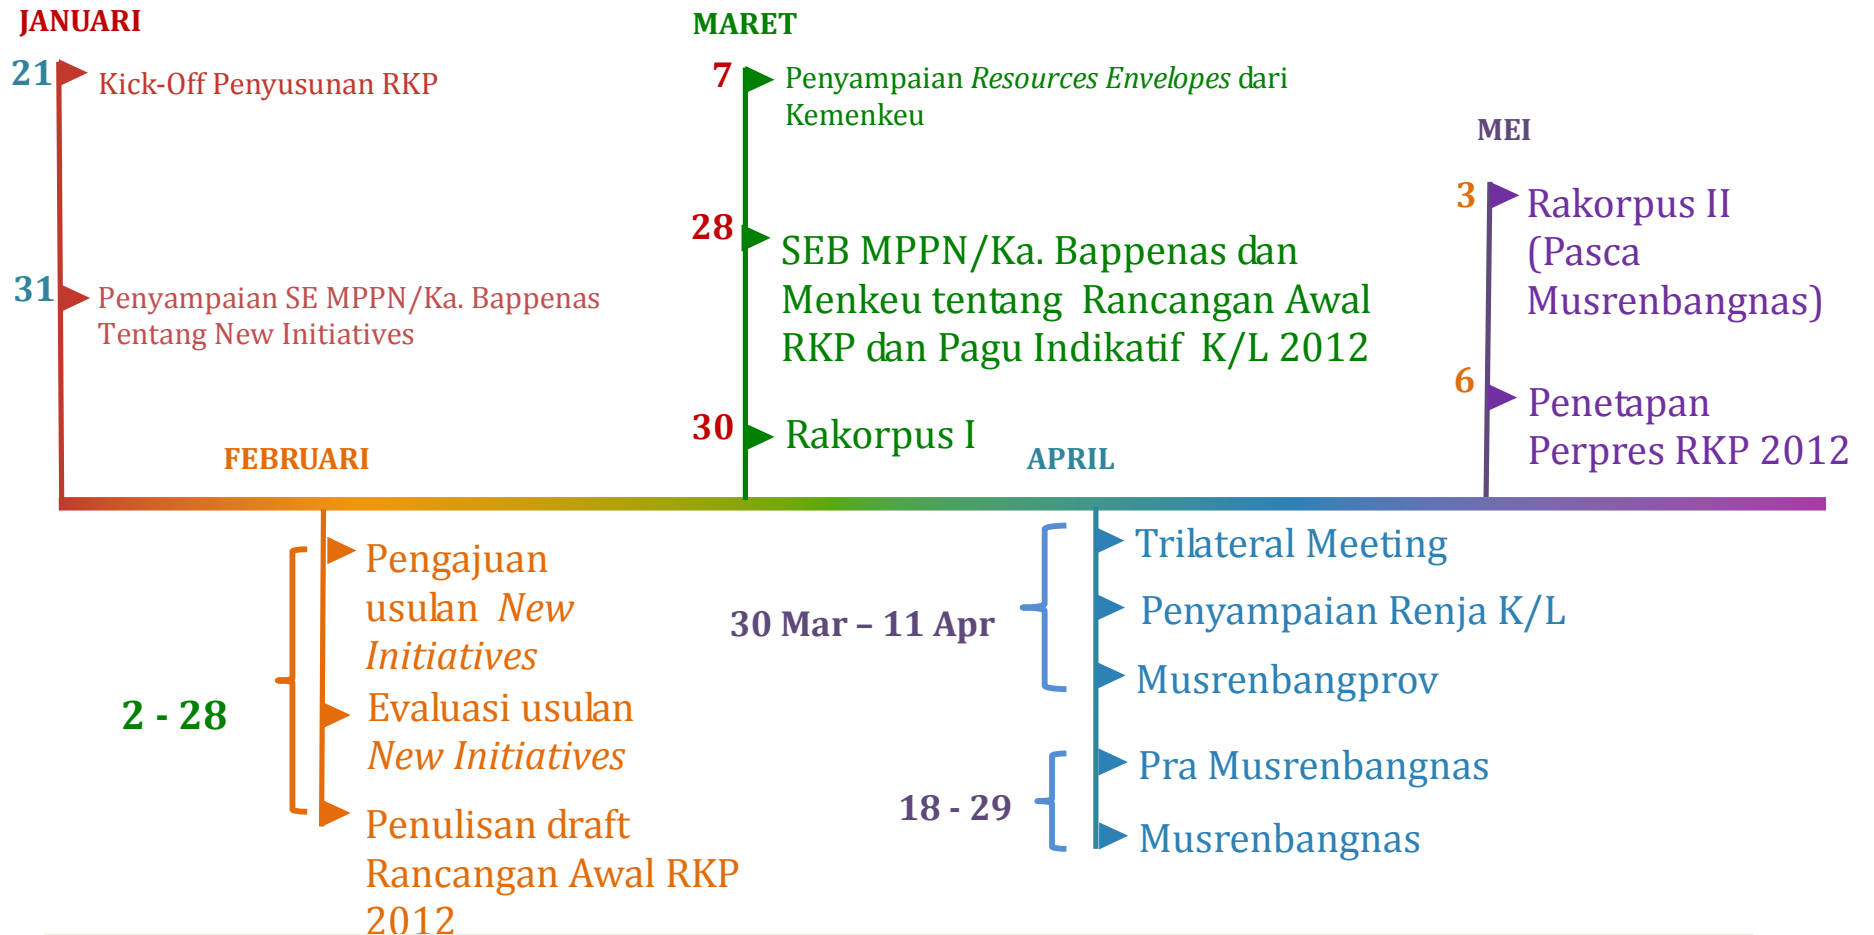 JANUARI
21
Kick-Off Penyusunan RKP
31
Penyampaian SE MPPN/Ka. Bappenas
Tentang New Initiatives
FEBRUARI
2 - 28
Pengajuan
usulan New
Initiatives
Evaluasi usulan
New Initiatives
Penulisan draft
Rancangan Awal RKP
2012
MARET
7
Penyampaian Resources Envelopes dari
Kemenkeu
28
SEB MPPN/Ka. Bappenas dan
Menkeu tentang Rancangan Awal
RKP dan Pagu Indikatif K/L 2012
30
Rakorpus I
APRIL
30 Mar – 11 Apr
Trilateral Meeting
Penyampaian Renja K/L
Musrenbangprov
18 - 29
Pra Musrenbangnas
Musrenbangnas
MEI
3
Rakorpus II
(Pasca
Musrenbangnas)
6
Penetapan
Perpres RKP 2012